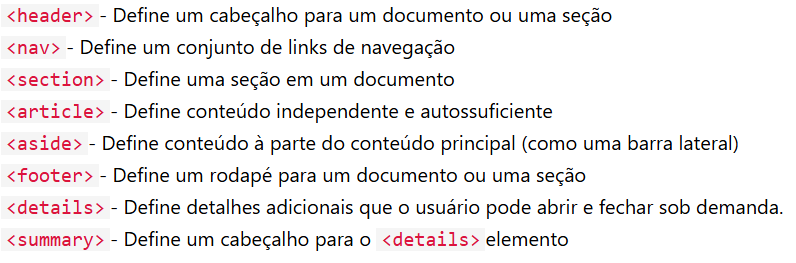 <header> - Define um cabeçalho para um documento ou uma seção
<nav> - Define um conjunto de links de navegação
<section> - Define uma seção em um documento
<article> - Define conteúdo independente e autossuficiente
<aside> - Define conteúdo à parte do conteúdo principal (como uma barra lateral)
<footer> - Define um rodapé para um documento ou uma seção
<details> - Define detalhes adicionais que o usuário pode abrir e fechar sob demanda.
<summary> - Define um cabeçalho para o <details> elemento